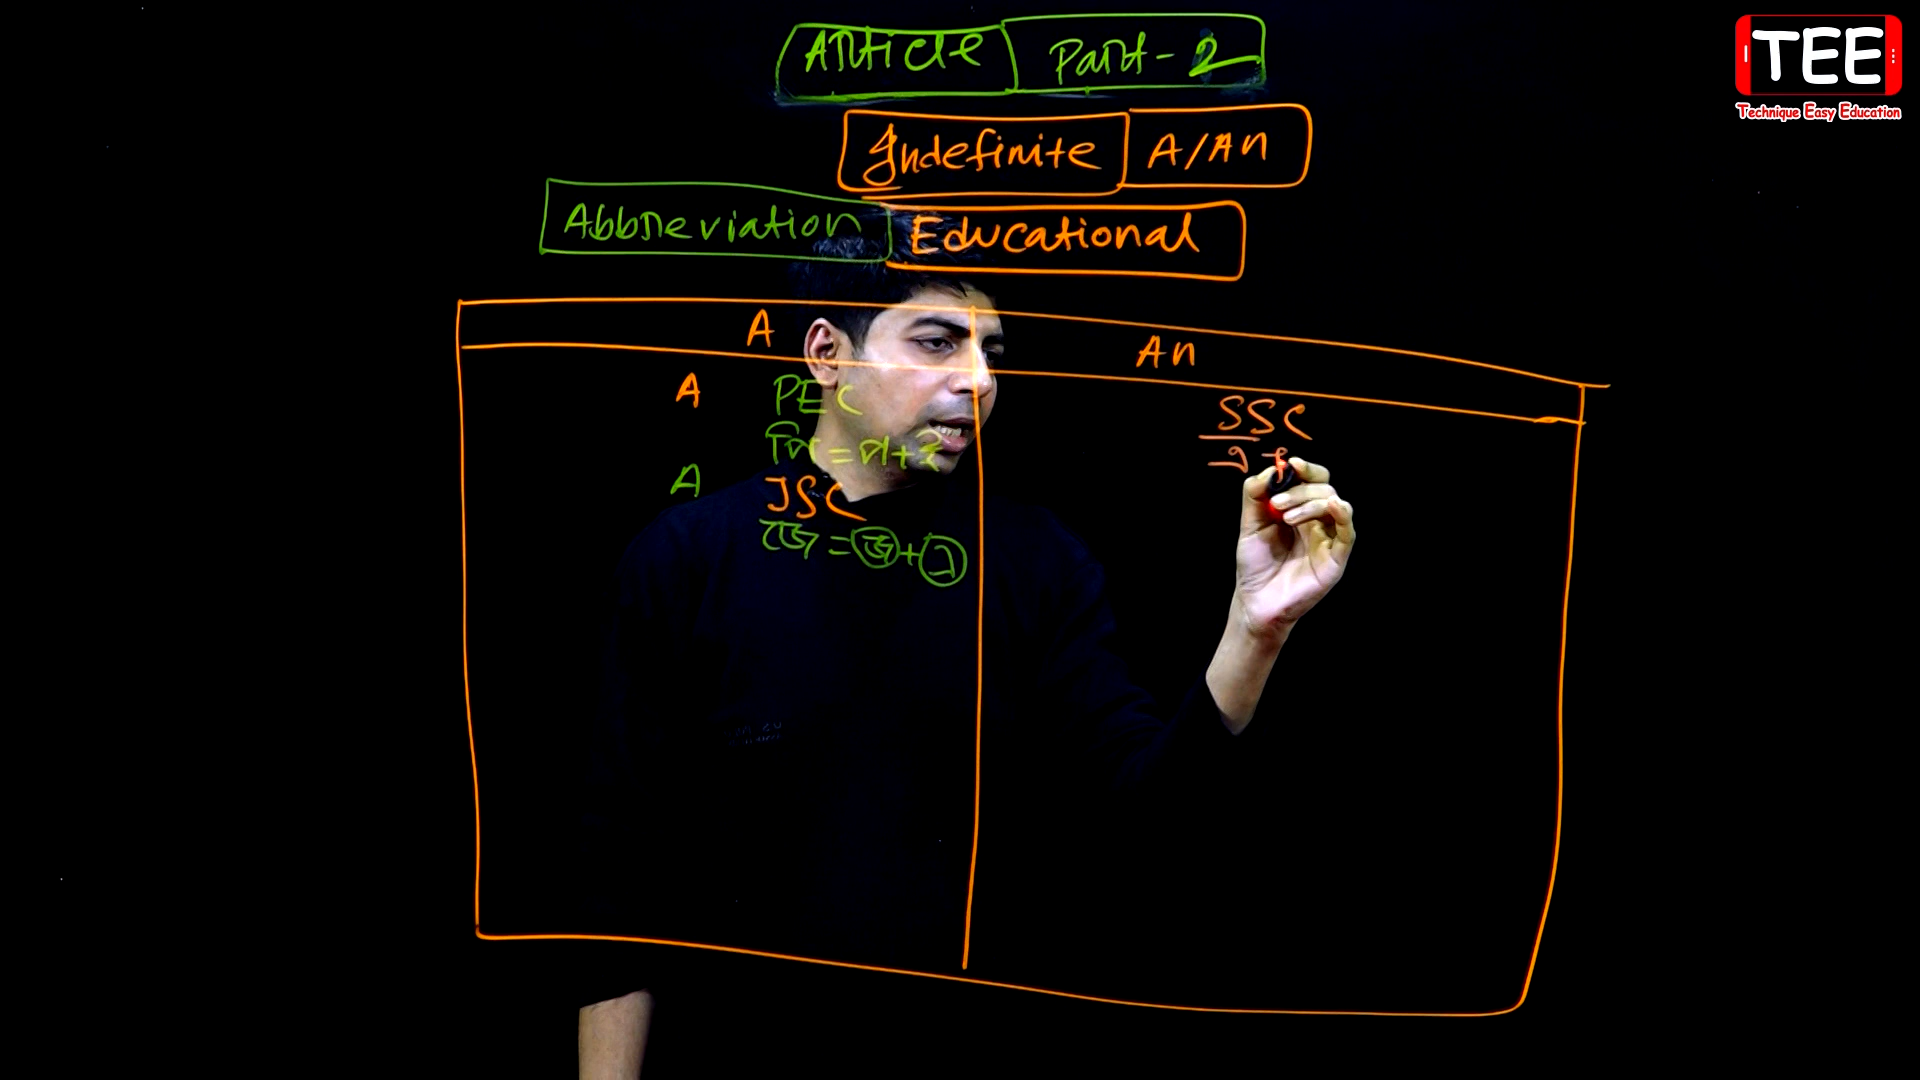 TEE
Technique Easy Education
Article Part-2
Indefinite A/An
Abbreviation Educational
A An
A PEC SSC
পি = প+ই
A JSC
জে = জ+এ